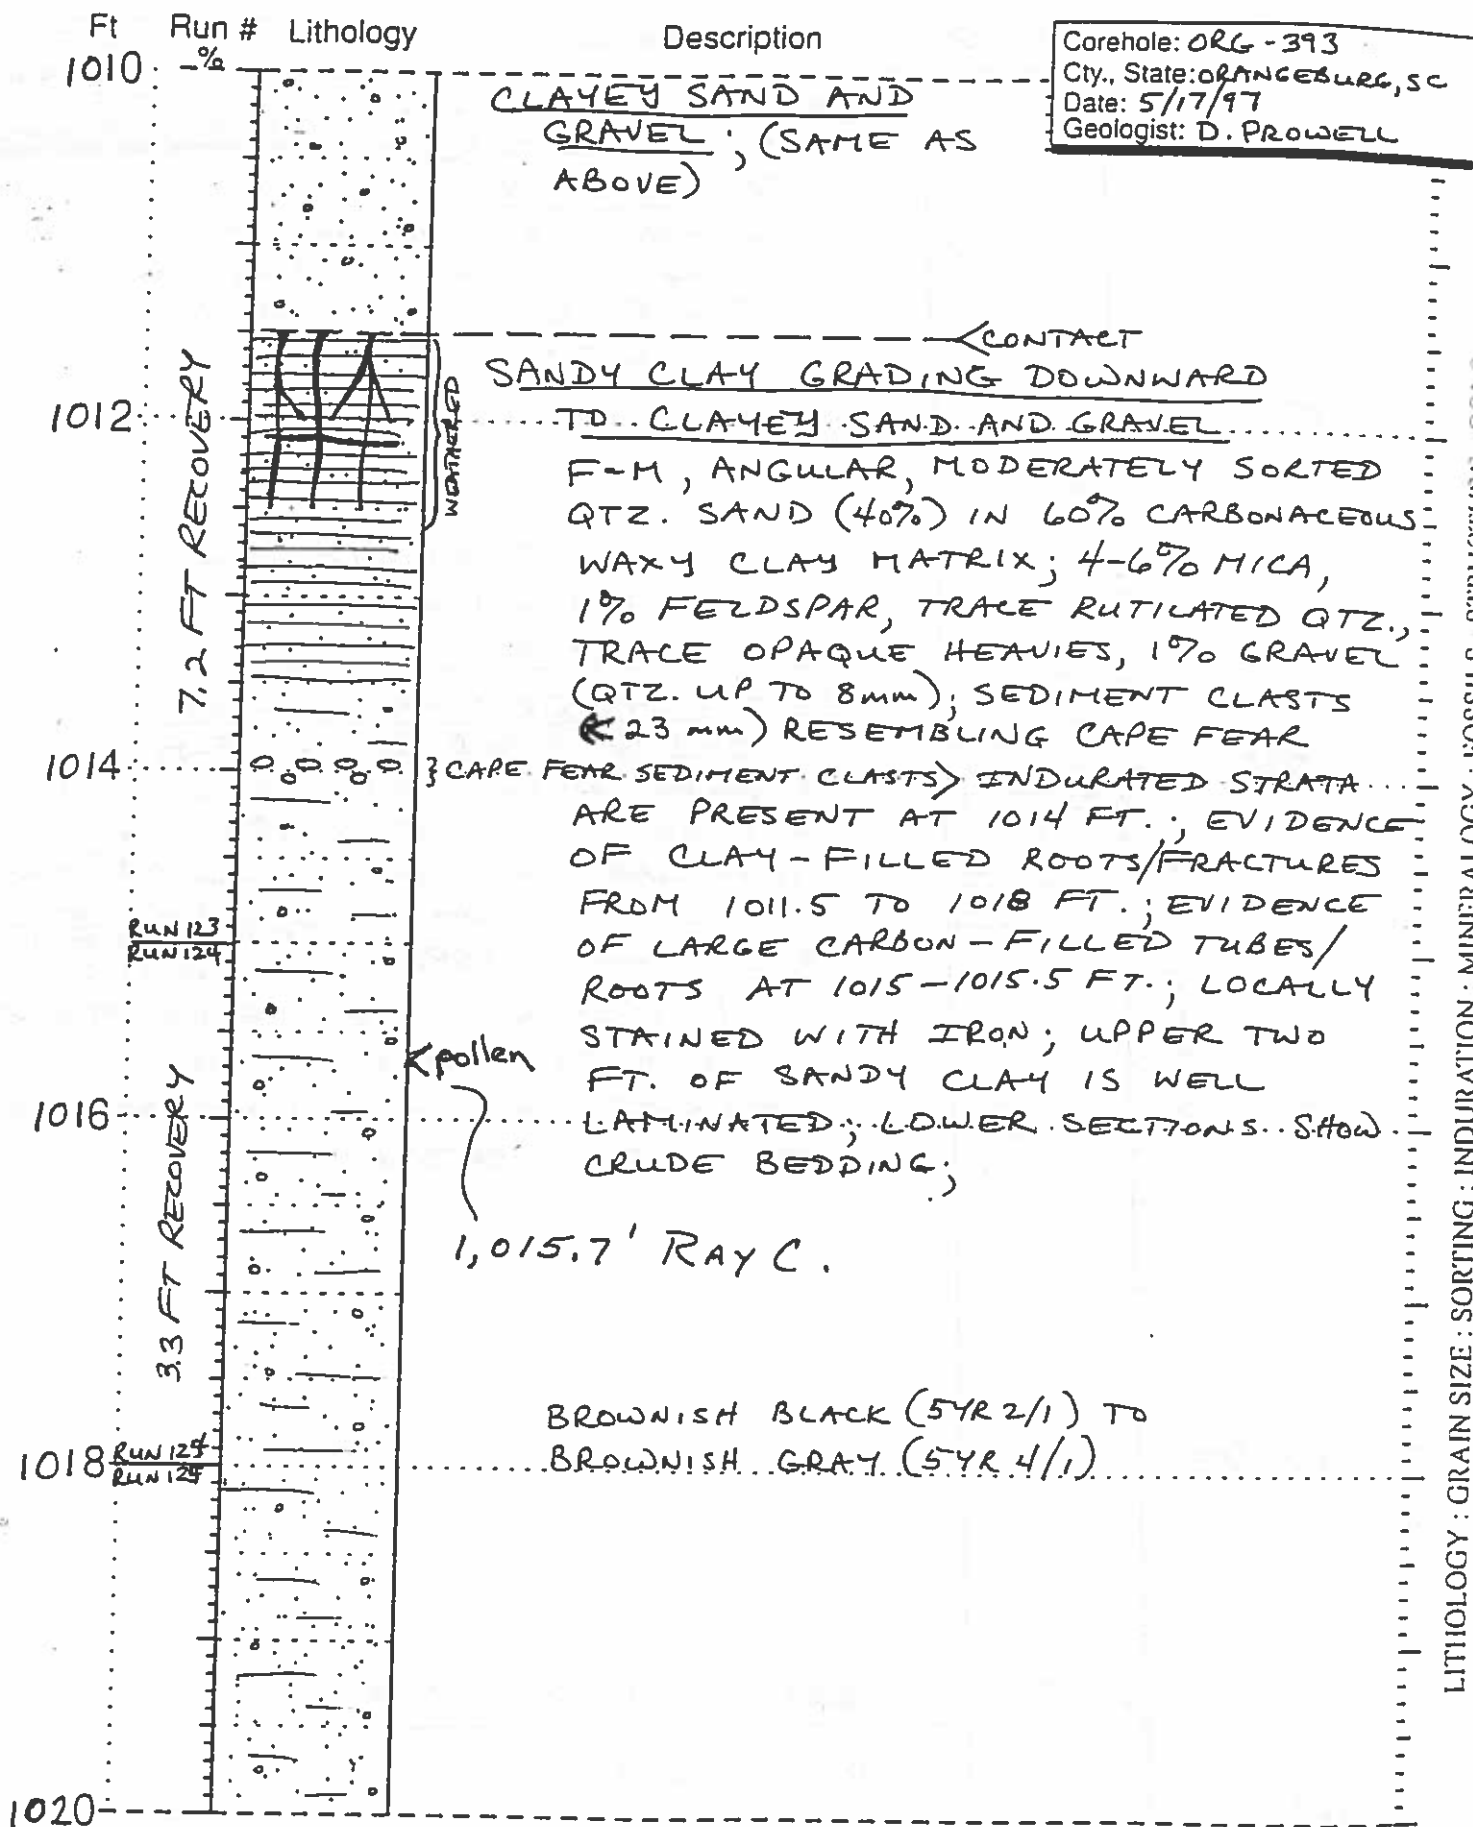 Ft Run # Lithology Description
-%
Corehole: ORG-393
Cty., State: ORANGEBURG, SC
Date: 5/17/97
Geologist: D. PROWELL
1010
CLAYEY SAND AND
GRAVEL; (SAME AS
ABOVE)
CONTACT
7.2 FT RECOVERY
WEATHERED
SANDY CLAY GRADING DOWNWARD
1012
TO CLAYEY SAND AND GRAVEL
F-M, ANGULAR, MODERATELY SORTED
QTZ. SAND (40%) IN 60% CARBONACEOUS
WAXY CLAY MATRIX; 4-6% MICA,
1% FELDSPAR, TRACE RUTILATED QTZ.,
TRACE OPAQUE HEAVIES, 1% GRAVEL
(QTZ. UP TO 8mm); SEDIMENT CLASTS
(< 23 mm) RESEMBLING CAPE FEAR
1014
} CAPE FEAR SEDIMENT CLASTS> INDURATED STRATA
ARE PRESENT AT 1014 FT.; EVIDENCE
OF CLAY-FILLED ROOTS/FRACTURES
FROM 1011.5 TO 1018 FT.; EVIDENCE
RUN 123
RUN 124
OF LARGE CARBON-FILLED TUBES/
ROOTS AT 1015-1015.5 FT.; LOCALLY
STAINED WITH IRON; UPPER TWO
<pollen
FT. OF SANDY CLAY IS WELL
1016
LAMINATED; LOWER SECTIONS SHOW
CRUDE BEDDING;
3.3 FT RECOVERY
1,015.7' RAY C.
BROWNISH BLACK (5YR 2/1) TO
1018
RUN 124
RUN 125
BROWNISH GRAY (5YR 4/1)
1020
LITHOLOGY : GRAIN SIZE : SORTING : INDURATION · MINERALOGY